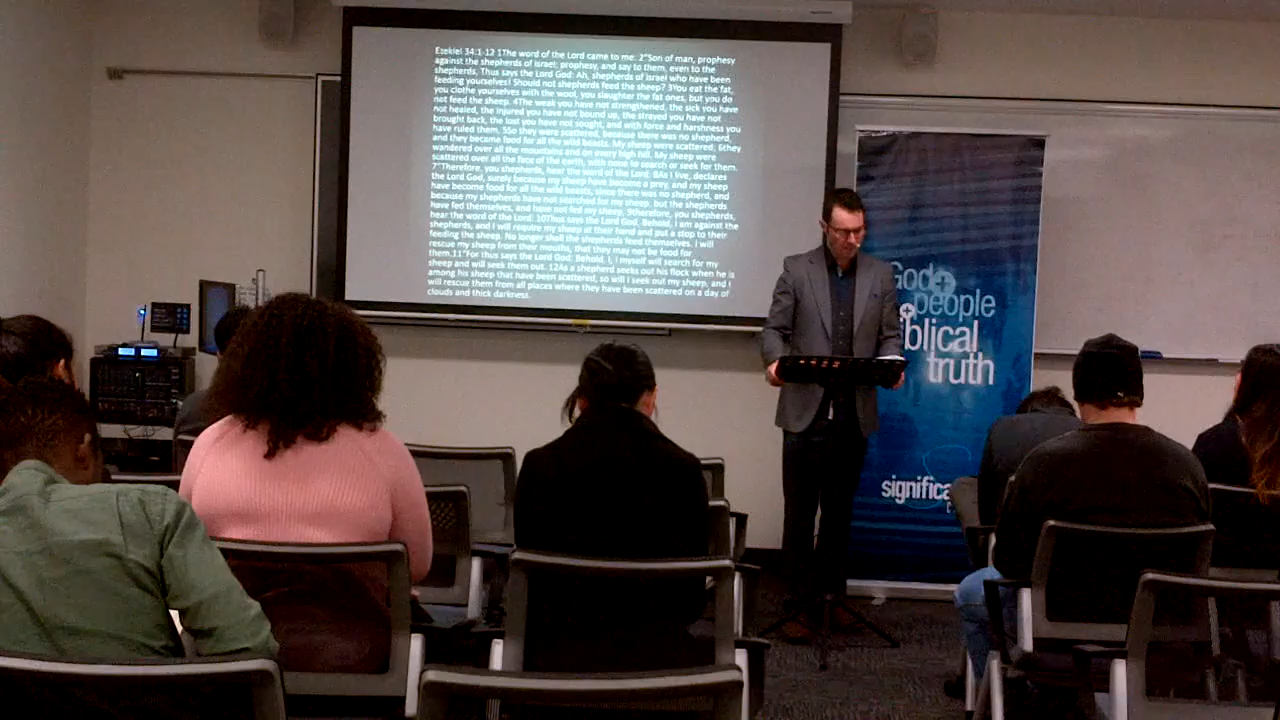 Ezekiel 34:1-12 1The word of the Lord came to me: 2"Son of man, prophesy
against the shepherds of Israel; prophesy, and say to them, even to the
shepherds, Thus says the Lord God: Ah, shepherds of Israel who have been
feeding yourselves! Should not shepherds feed the sheep? 3You eat the fat,
you clothe yourselves with the wool, you slaughter the fat ones, but you do
not feed the sheep. 4The weak you have not strengthened, the sick you have
not healed, the injured you have not bound up, the strayed you have not
brought back, the lost you have not sought, and with force and harshness you
have ruled them. 5So they were scattered, because there was no shepherd,
and they became food for all the wild beasts. My sheep were scattered; 6they
wandered over all the mountains and on every high hill. My sheep were
scattered over all the face of the earth, with none to search or seek for them.
7"Therefore, you shepherds, hear the word of the Lord: 8As I live, declares
the Lord God, surely because my sheep have become a prey, and my sheep
have become food for all the wild beasts, since there was no shepherd, and
because my shepherds have not searched for my sheep, but the shepherds
have fed themselves, and have not fed my sheep, 9therefore, you shepherds,
hear the word of the Lord: 10Thus says the Lord God, Behold, I am against the
shepherds, and I will require my sheep at their hand and put a stop to their
feeding the sheep. No longer shall the shepherds feed themselves. I will
rescue my sheep from their mouths, that they may not be food for
them.11"For thus says the Lord God: Behold, I, I myself will search for my
sheep and will seek them out. 12As a shepherd seeks out his flock when he is
among his sheep that have been scattered, so will I seek out my sheep, and I
will rescue them from all places where they have been scattered on a day of
clouds and thick darkness.
God+
people
+
blical
truth
significa